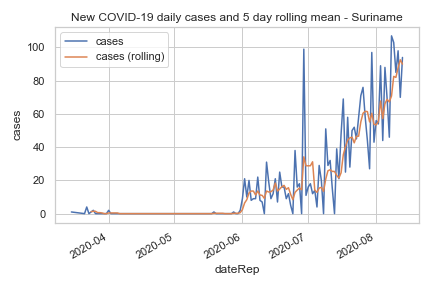 New COVID-19 daily cases and 5 day rolling mean - Suriname
cases
cases (rolling)
100
80
60
40
20
0
cases
2020-04
2020-05
2020-06
2020-07
2020-08
dateRep